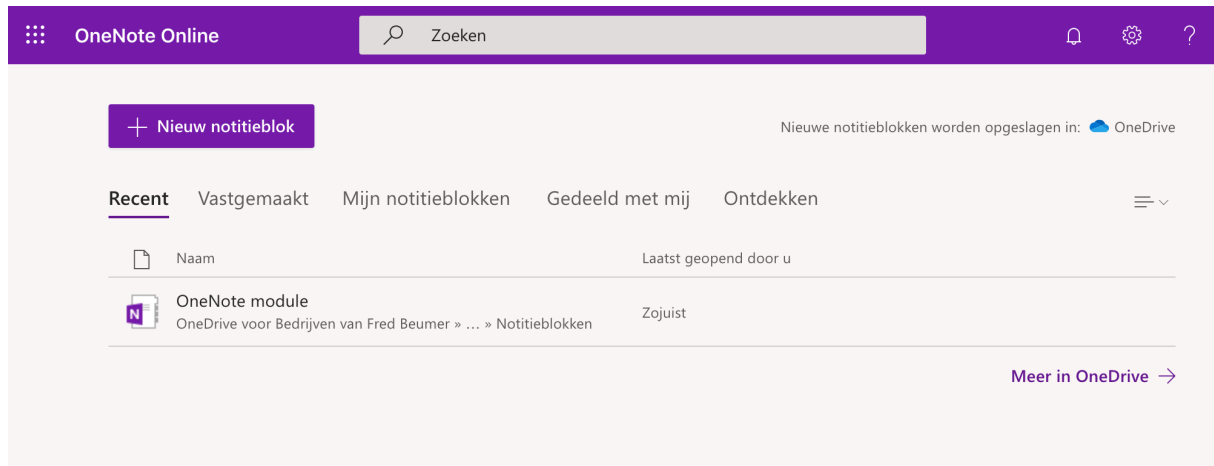 OneNote Online
Zoeken
?
+ Nieuw notitieblok
Nieuwe notitieblokken worden opgeslagen in: OneDrive
Recent Vastgemaakt Mijn notitieblokken Gedeeld met mij Ontdekken
Naam Laatst geopend door u
N
OneNote module
OneDrive voor Bedrijven van Fred Beumer » ... » Notitieblokken
Zojuist
Meer in OneDrive →